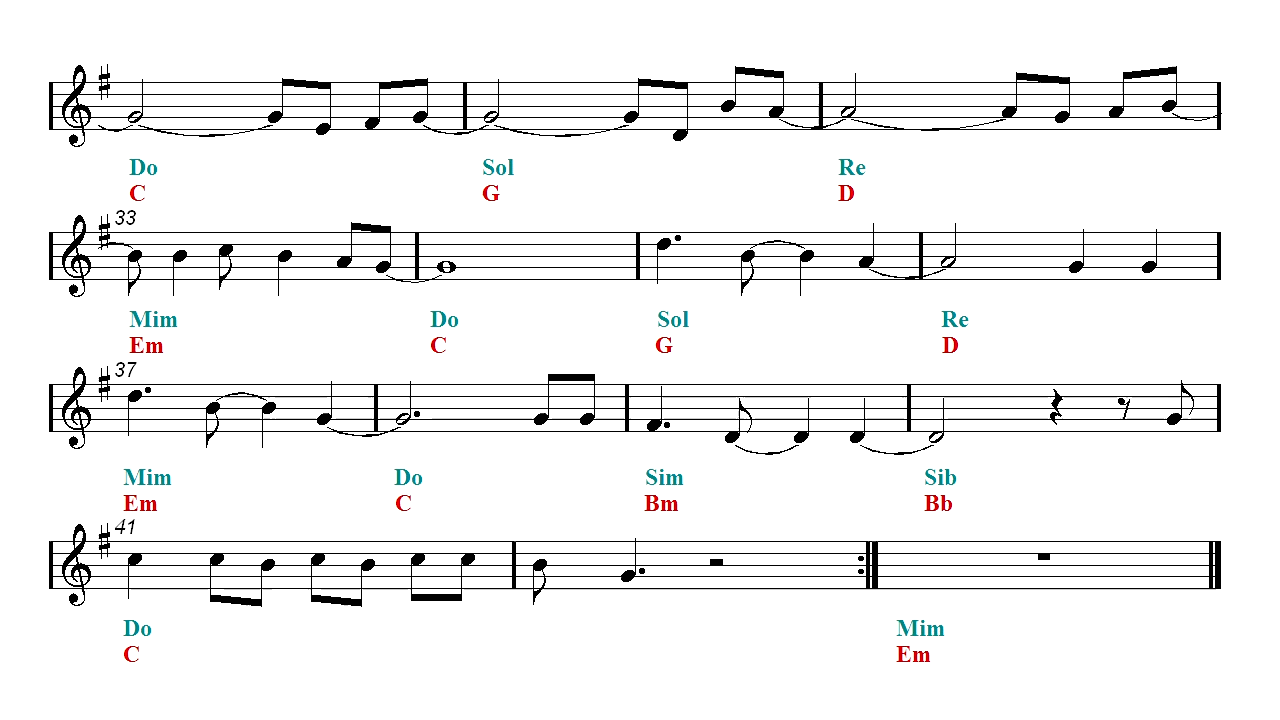 Do Sol Re
C G D
33
Mim Do Sol Re
Em C G D
37
Mim Do Sim Sib
Em C Bm Bb
41
Do Mim
C Em